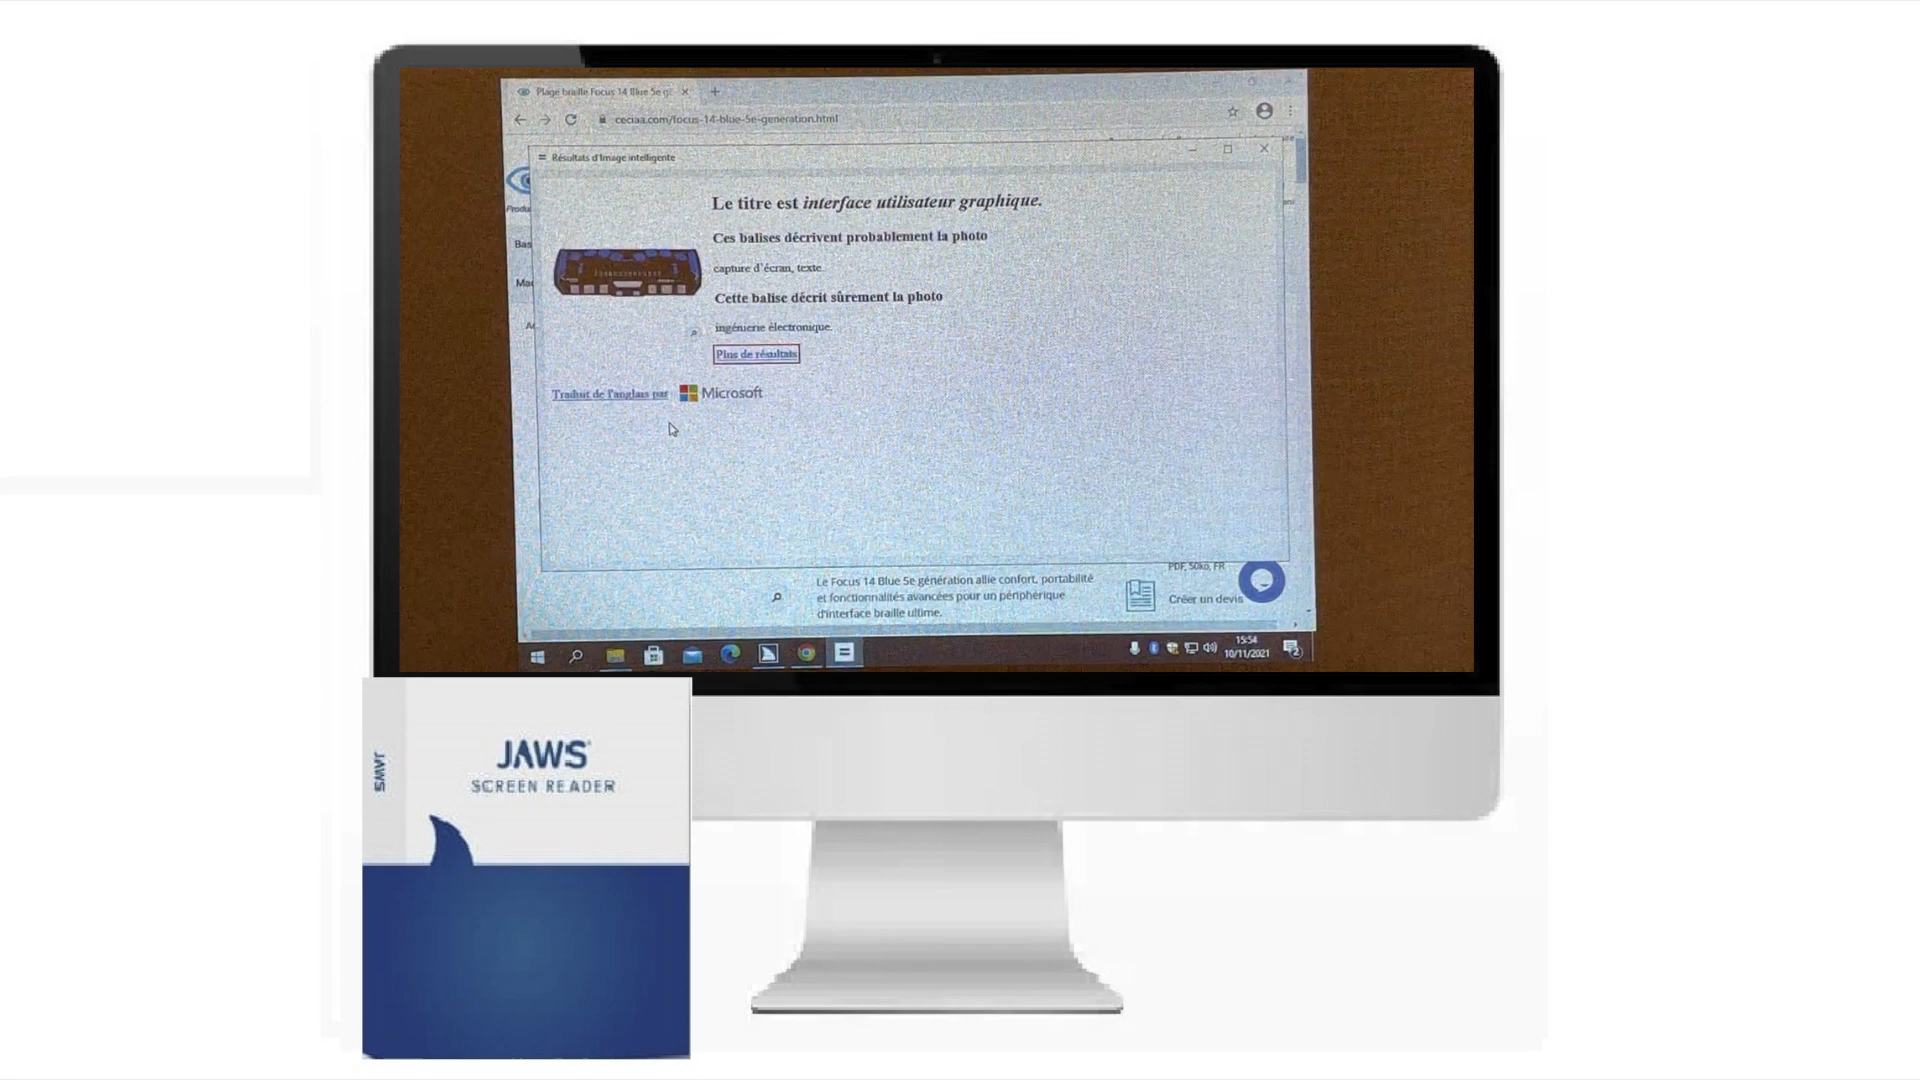 Plage braille Focus 14 Blue 5e g
ceciaa.com/focus-14-blue-5e-generation.html
Résultats d'Image intelligente
Le titre est interface utilisateur graphique.
Ces balises décrivent probablement la photo
capture d'écran, texte.
Cette balise décrit sûrement la photo
ingénierie électronique.
Plus de résultats
Traduit de l'anglais par Microsoft
Produ
Bas
PDF, 50ko, FR
Le Focus 14 Blue 5e génération allie confort, portabilité
et fonctionnalités avancées pour un périphérique
d'interface braille ultime.
Créer un devis
15:54
10/11/2021
2
JAWS
JAWS
SCREEN READER